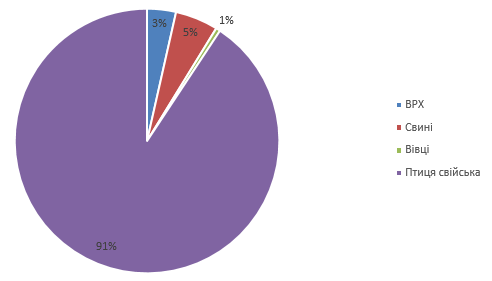 3%
5%
1%
91%
ВРХ
Свині
Вівці
Птиця свійська